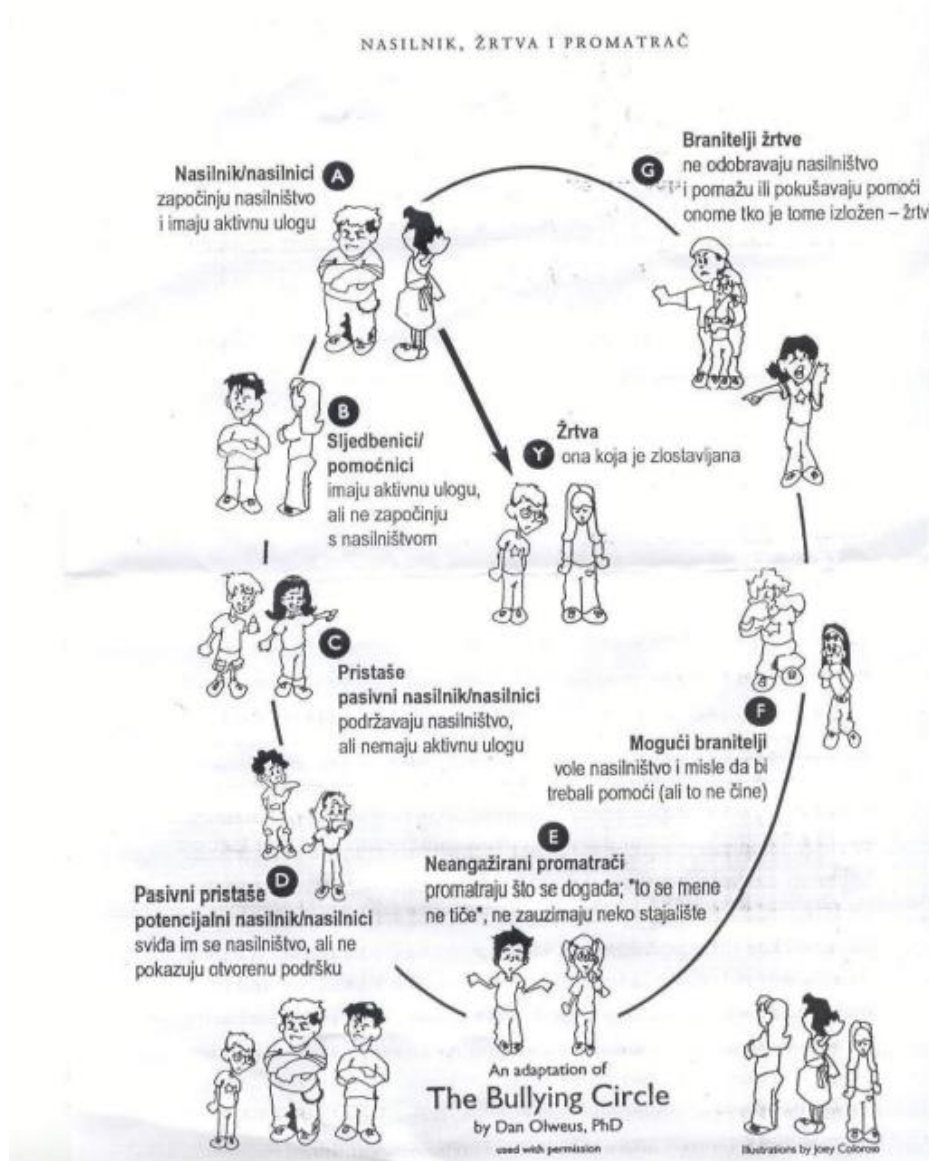 NASILNIK, ŽRTVA I PROMATRAČ
A
Nasilnik/nasilnici
započinju nasilništvo
i imaju aktivnu ulogu
G
Branitelji žrtve
ne odobravaju nasilništvo
i pomažu ili pokušavaju pomoći
onome tko je tome izložen – žrtvi
B
Sljedbenici/
pomoćnici
imaju aktivnu ulogu,
ali ne započinju
s nasilništvom
Y
Žrtva
ona koja je zlostavijana
C
Pristaše
pasivni nasilnik/nasilnici
podržavaju nasilništvo,
ali nemaju aktivnu ulogu
F
Mogući branitelji
vole nasilništvo i misle da bi
trebali pomoći (ali to ne čine)
D
Pasivni pristaše
potencijalni nasilnik/nasilnici
sviđa im se nasilništvo, ali ne
pokazuju otvorenu podršku
E
Neangažirani promatrači
promatraju što se događa; "to se mene
ne tiče", ne zauzimaju neko stajalište
An adaptation of
The Bullying Circle
by Dan Olweus, PhD
used with permission
Illustrations by Joey Coloroso